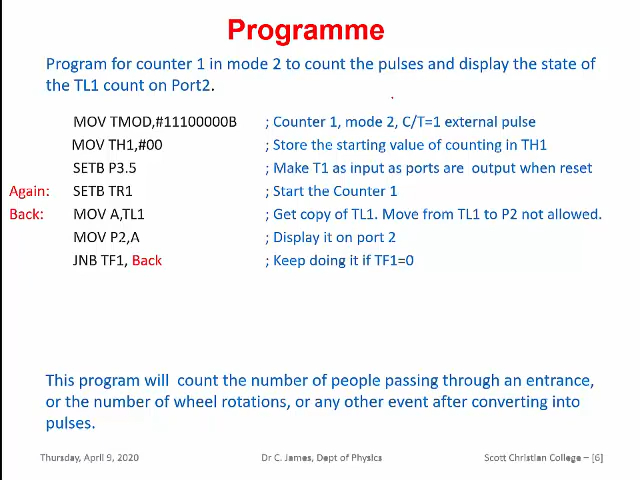 Programme
Program for counter 1 in mode 2 to count the pulses and display the state of
the TL1 count on Port2.
MOV TMOD,#11100000B ; Counter 1, mode 2, C/T=1 external pulse
MOV TH1,#00 ; Store the starting value of counting in TH1
SETB P3.5 ; Make T1 as input as ports are output when reset
Again: SETB TR1 ; Start the Counter 1
Back: MOV A,TL1 ; Get copy of TL1. Move from TL1 to P2 not allowed.
MOV P2,A ; Display it on port 2
JNB TF1, Back ; Keep doing it if TF1=0
This program will count the number of people passing through an entrance,
or the number of wheel rotations, or any other event after converting into
pulses.
Thursday, April 9, 2020 Dr C. James, Dept of Physics Scott Christian College – [6]